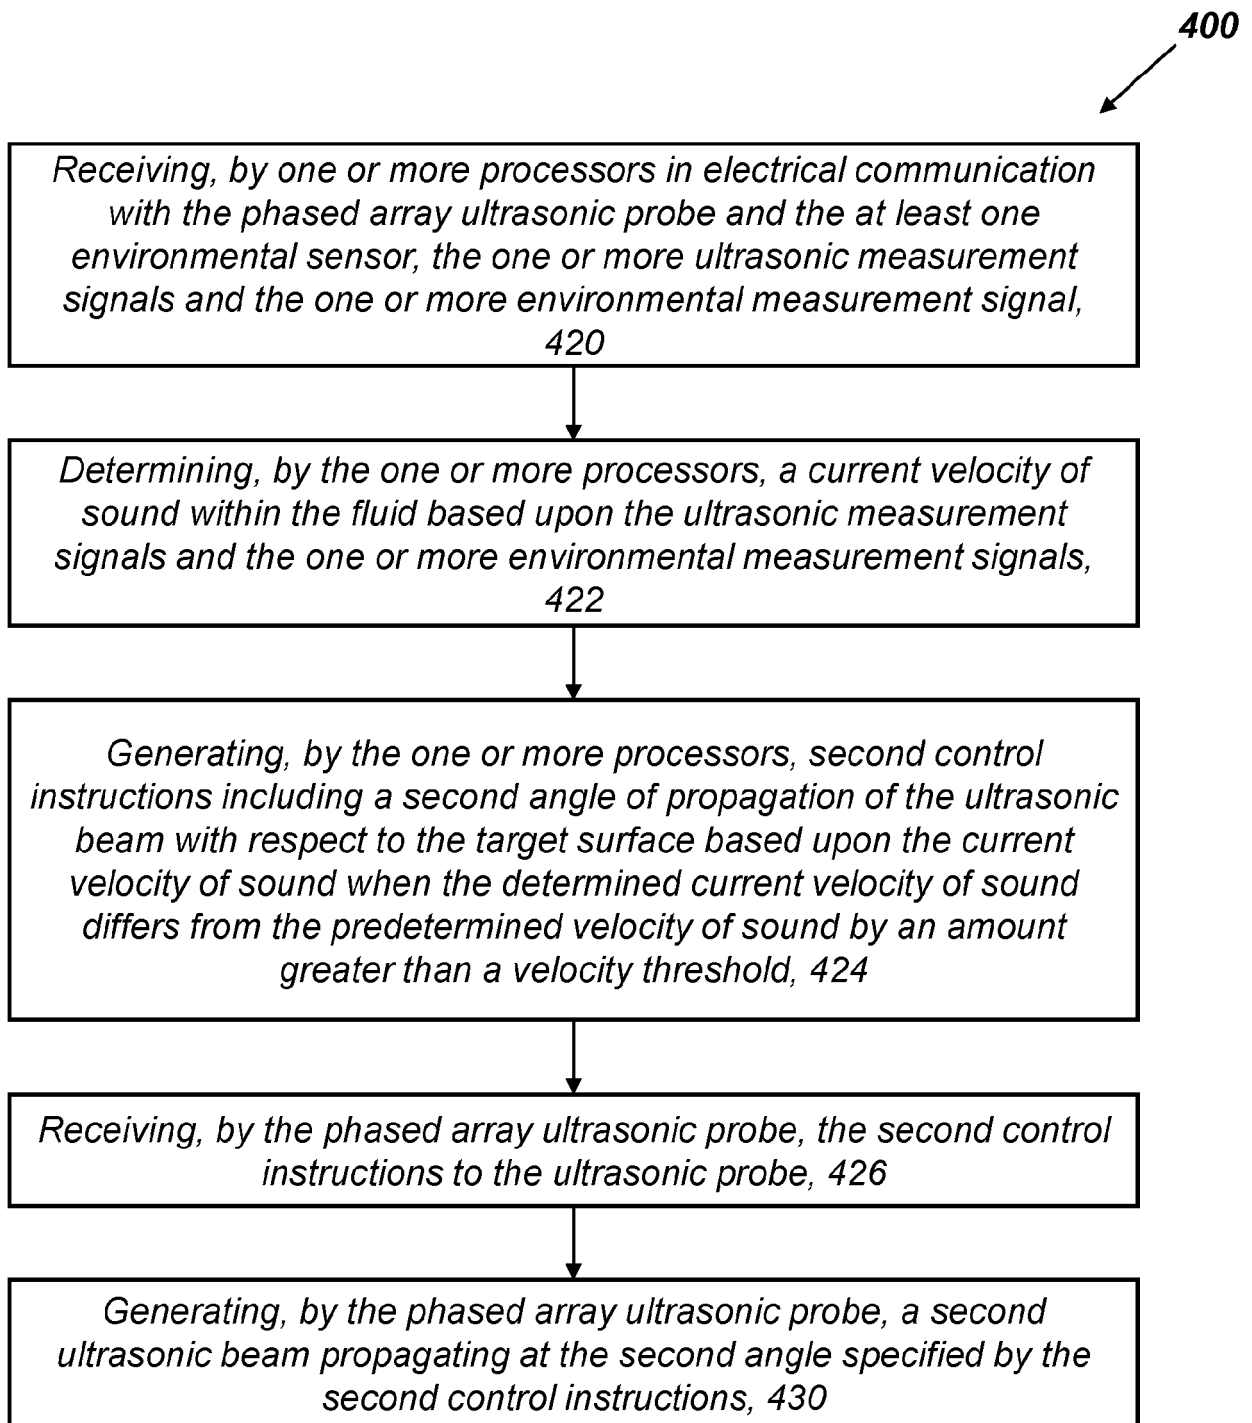 400
Receiving, by one or more processors in electrical communication
with the phased array ultrasonic probe and the at least one
environmental sensor, the one or more ultrasonic measurement
signals and the one or more environmental measurement signal,
420
Determining, by the one or more processors, a current velocity of
sound within the fluid based upon the ultrasonic measurement
signals and the one or more environmental measurement signals,
422
Generating, by the one or more processors, second control
instructions including a second angle of propagation of the ultrasonic
beam with respect to the target surface based upon the current
velocity of sound when the determined current velocity of sound
differs from the predetermined velocity of sound by an amount
greater than a velocity threshold, 424
Receiving, by the phased array ultrasonic probe, the second control
instructions to the ultrasonic probe, 426
Generating, by the phased array ultrasonic probe, a second
ultrasonic beam propagating at the second angle specified by the
second control instructions, 430